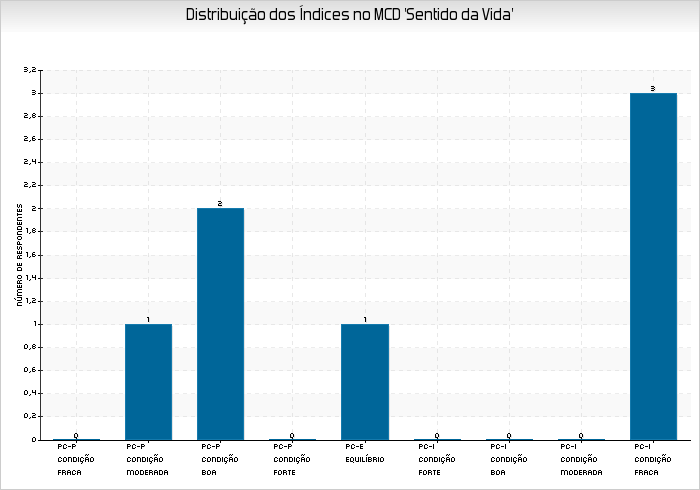 Distribuição dos Índices no MCD 'Sentido da Vida'
NÚMERO DE RESPONDENTES
3,2
3
2,8
2,6
2,4
2,2
2
1,8
1,6
1,4
1,2
1
0,8
0,6
0,4
0,2
0
0
1
2
0
1
0
0
0
3
PC-P
CONDIÇÃO
FRACA
PC-P
CONDIÇÃO
MODERADA
PC-P
CONDIÇÃO
BOA
PC-P
CONDIÇÃO
FORTE
PC-E
EQUILÍBRIO
PC-I
CONDIÇÃO
FORTE
PC-I
CONDIÇÃO
BOA
PC-I
CONDIÇÃO
MODERADA
PC-I
CONDIÇÃO
FRACA